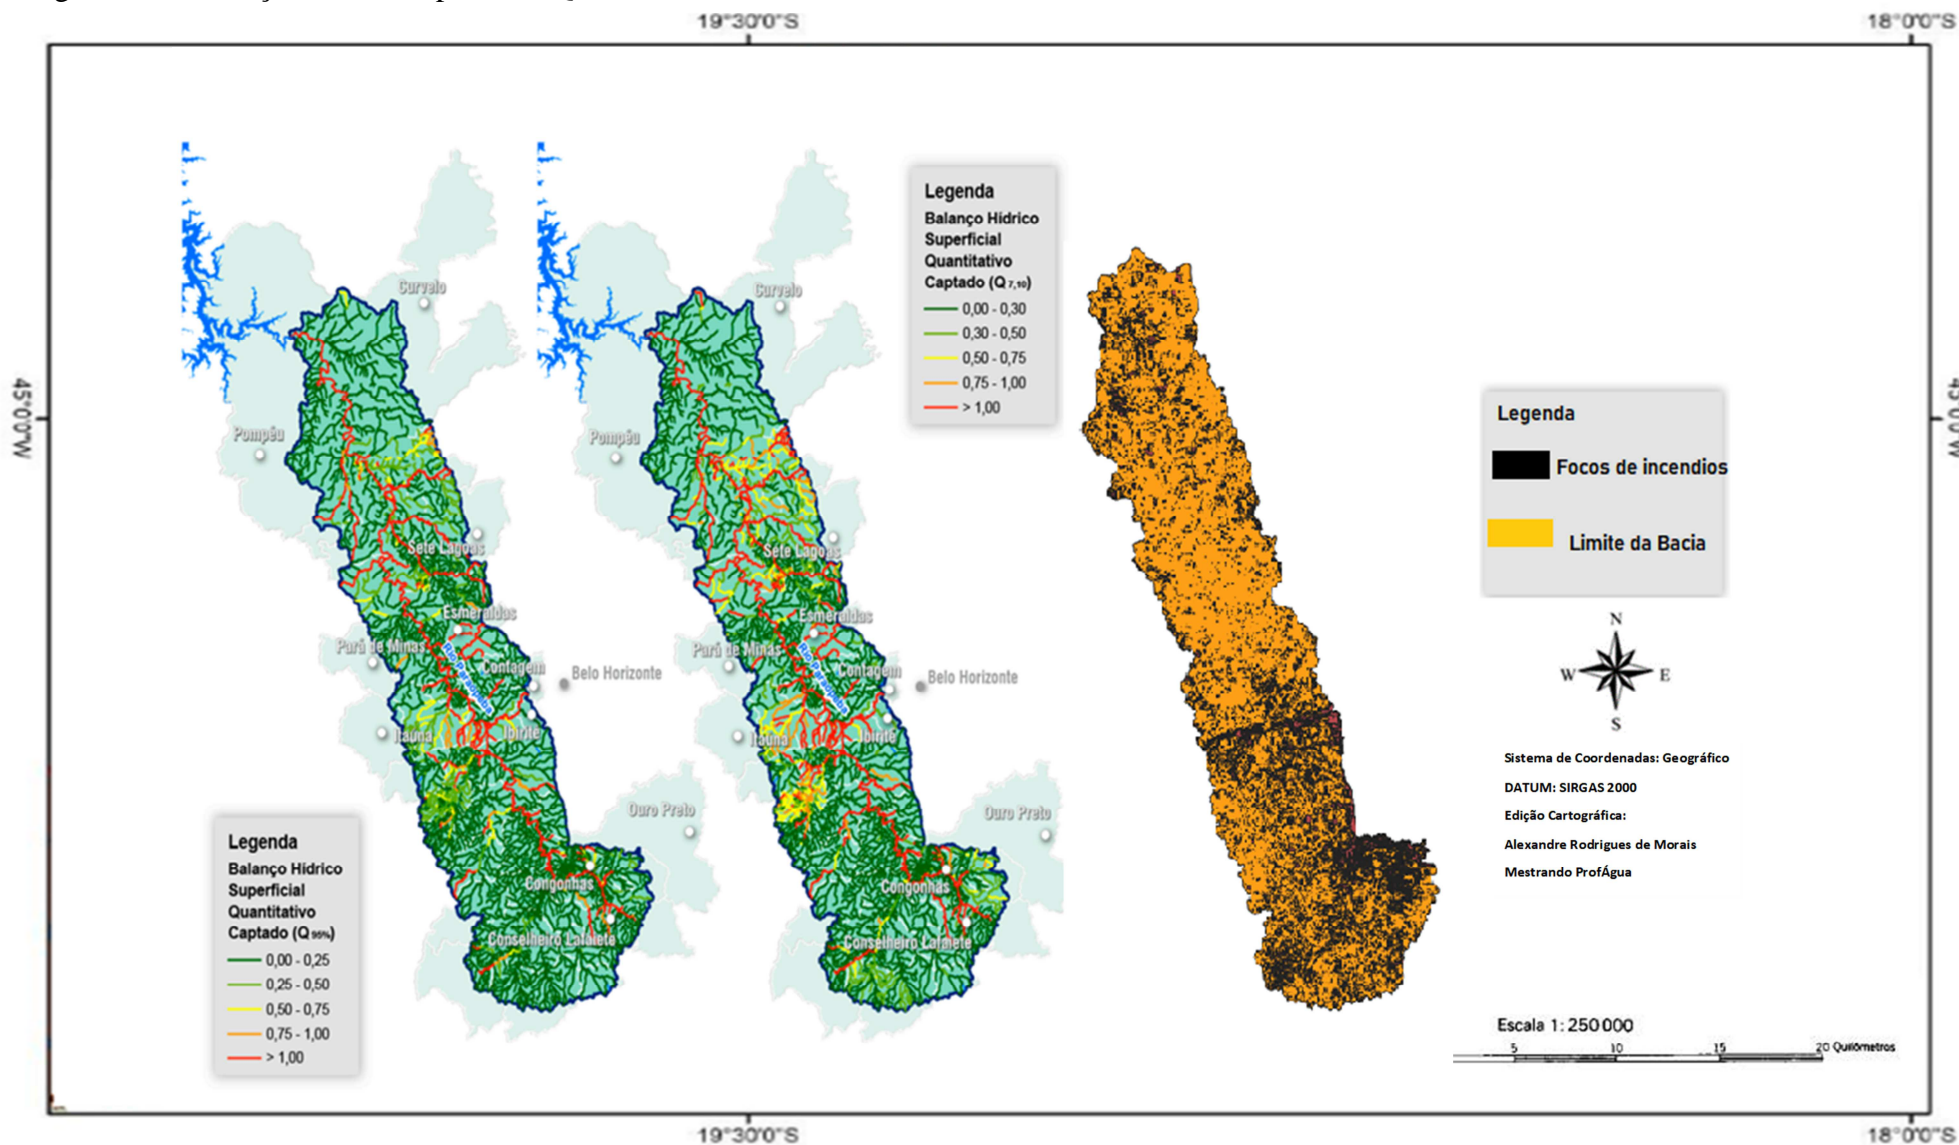 19°30'0"S
18°0'0"S
45°0'0"W
Curvelo
Pompéu
Sete Lagoas
Esmeraldas
Pará de Minas
Rio Paraopeba
Contagem
Belo Horizonte
Itaúna
Ibirité
Ouro Preto
Congonhas
Conselheiro Lafaiete
Legenda
Balanço Hídrico
Superficial
Quantitativo
Captado (Q 95%)
0,00 - 0,25
0,25 - 0,50
0,50 - 0,75
0,75 - 1,00
> 1,00
Curvelo
Pompéu
Sete Lagoas
Esmeraldas
Pará de Minas
Rio Paraopeba
Contagem
Belo Horizonte
Itaúna
Ibirité
Ouro Preto
Congonhas
Conselheiro Lafaiete
Legenda
Balanço Hídrico
Superficial
Quantitativo
Captado (Q 7,10)
0,00 - 0,30
0,30 - 0,50
0,50 - 0,75
0,75 - 1,00
> 1,00
Legenda
Focos de incendios
Limite da Bacia
N
W E
S
Sistema de Coordenadas: Geográfico
DATUM: SIRGAS 2000
Edição Cartográfica:
Alexandre Rodrigues de Morais
Mestrando ProfÁgua
Escala 1: 250 000
5 10 15 20 Quilômetros
19°30'0"S
18°0'0"S